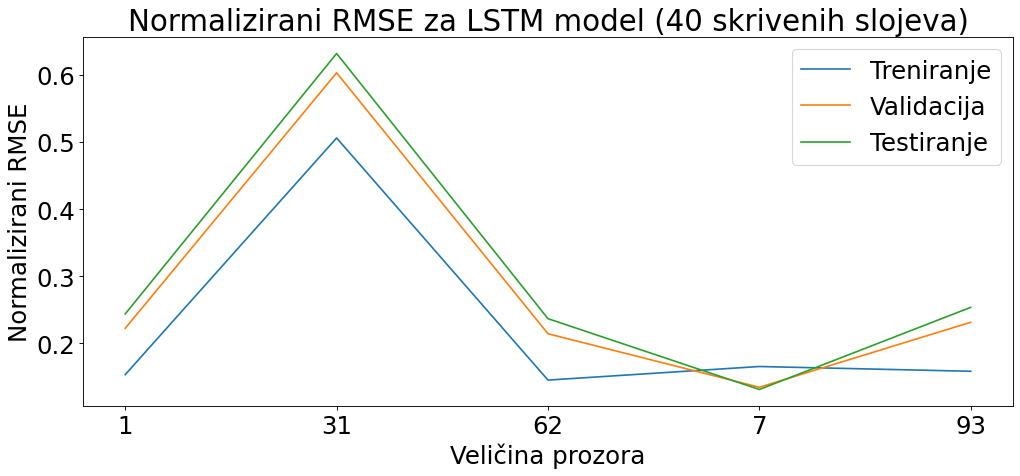 Normalizirani RMSE za LSTM model (40 skrivenih slojeva)
Normalizirani RMSE
0.6
0.5
0.4
0.3
0.2
Treniranje
Validacija
Testiranje
1 31 62 7 93
Veličina prozora